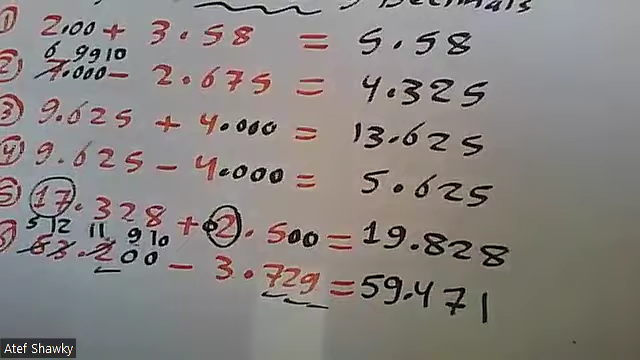 Decimals
① 2.00 + 3.58 = 5.58
6 9 9 10
② 7.000 - 2.675 = 4.325
③ 9.625 + 4.000 = 13.625
④ 9.625 - 4.000 = 5.625
⑤ 17.328 + 2.500 = 19.828
5 12 11 9 10
⑥ 63.200 - 3.729 = 59.471
Atef Shawky